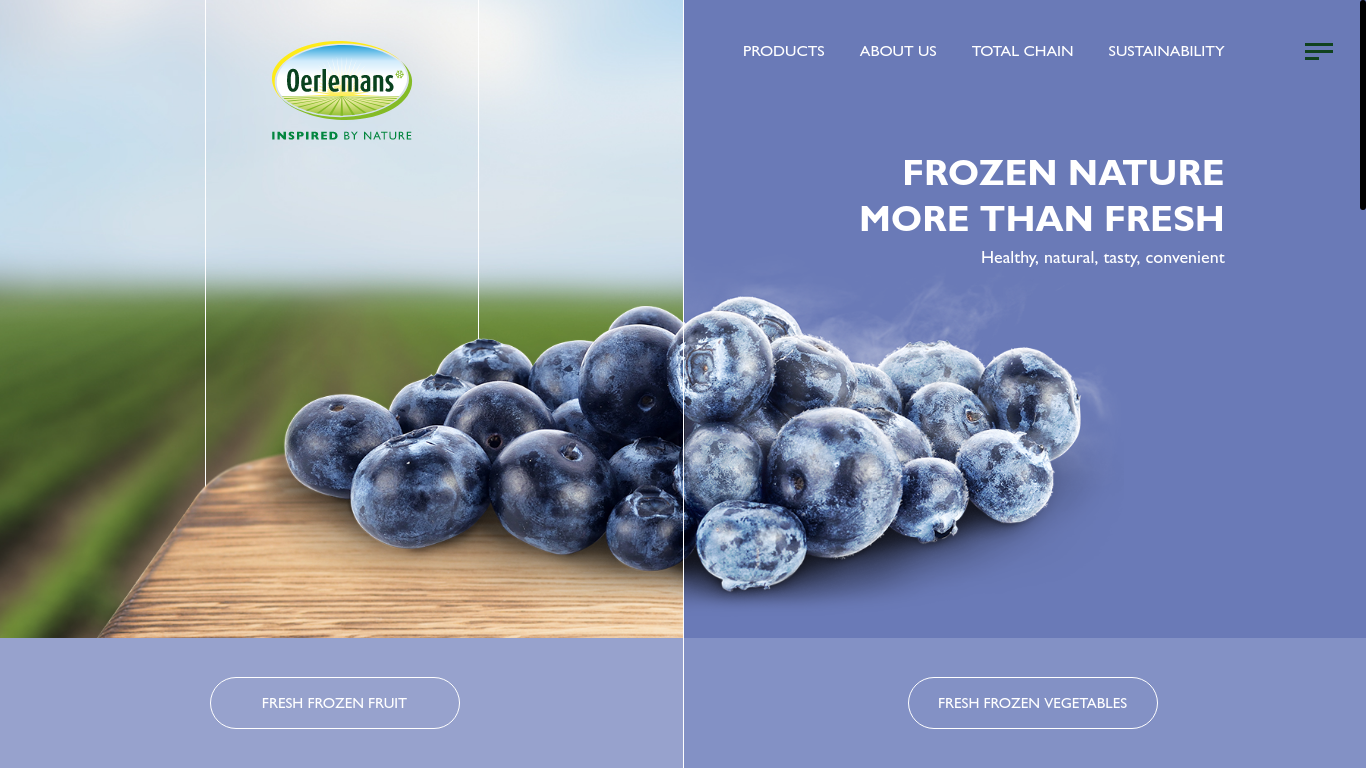 Oerlemans
INSPIRED BY NATURE
PRODUCTS
ABOUT US
TOTAL CHAIN
SUSTAINABILITY
FROZEN NATURE
MORE THAN FRESH
Healthy, natural, tasty, convenient
FRESH FROZEN FRUIT
FRESH FROZEN VEGETABLES